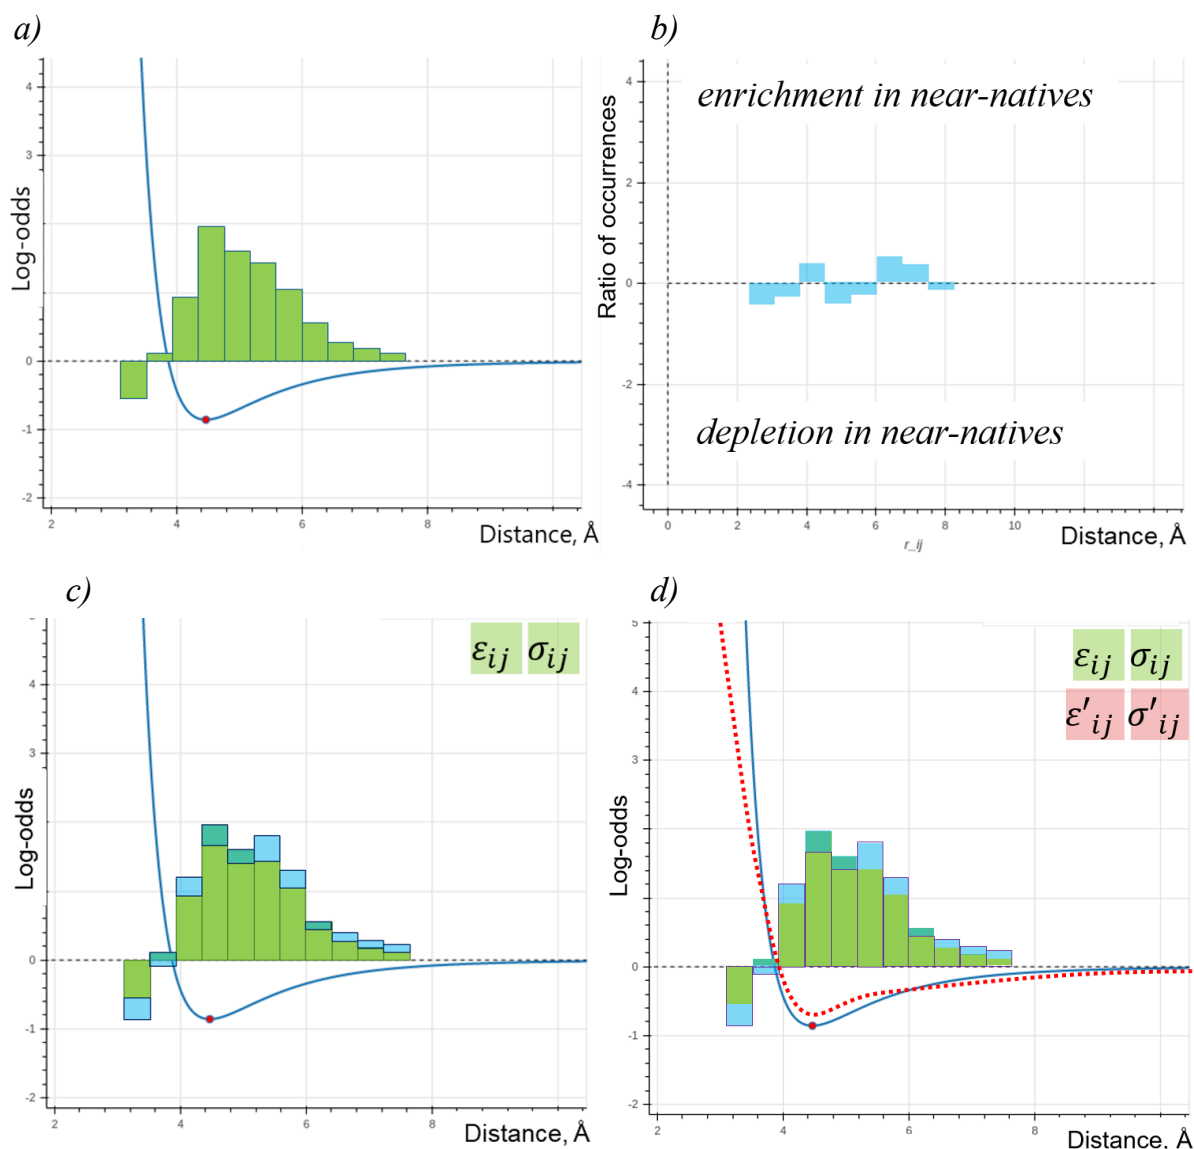 a)
Log-odds
4
3
0
-1
-2
2
4
6
8
Distance, Å
b)
enrichment in near-natives
depletion in near-natives
Ratio of occurrences
4
2
0
-2
-4
0
2
4
6
8
10
r_ij
Distance, Å
c)
εij σij
Log-odds
4
3
0
-1
-2
2
4
6
8
Distance, Å
d)
εij σij
ε′ij σ′ij
Log-odds
5
4
3
0
-1
-2
2
4
6
8
Distance, Å